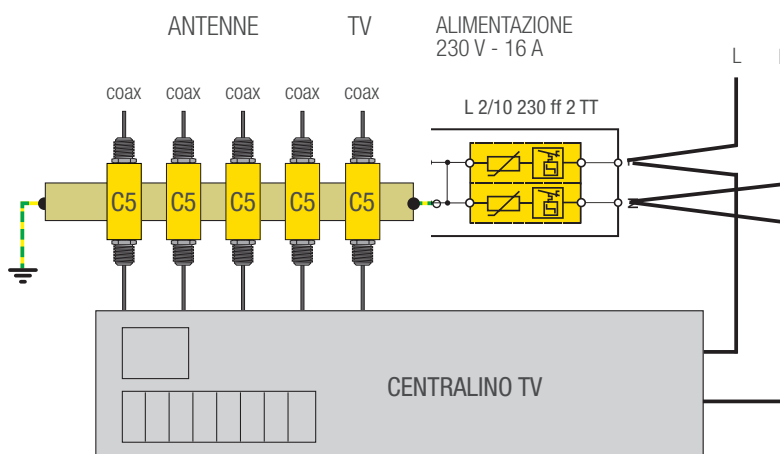 ANTENNE TV
ALIMENTAZIONE
230 V - 16 A
L
coax coax coax coax coax
L 2/10 230 ff 2 TT
L
C5 C5 C5 C5 C5
N
CENTRALINO TV